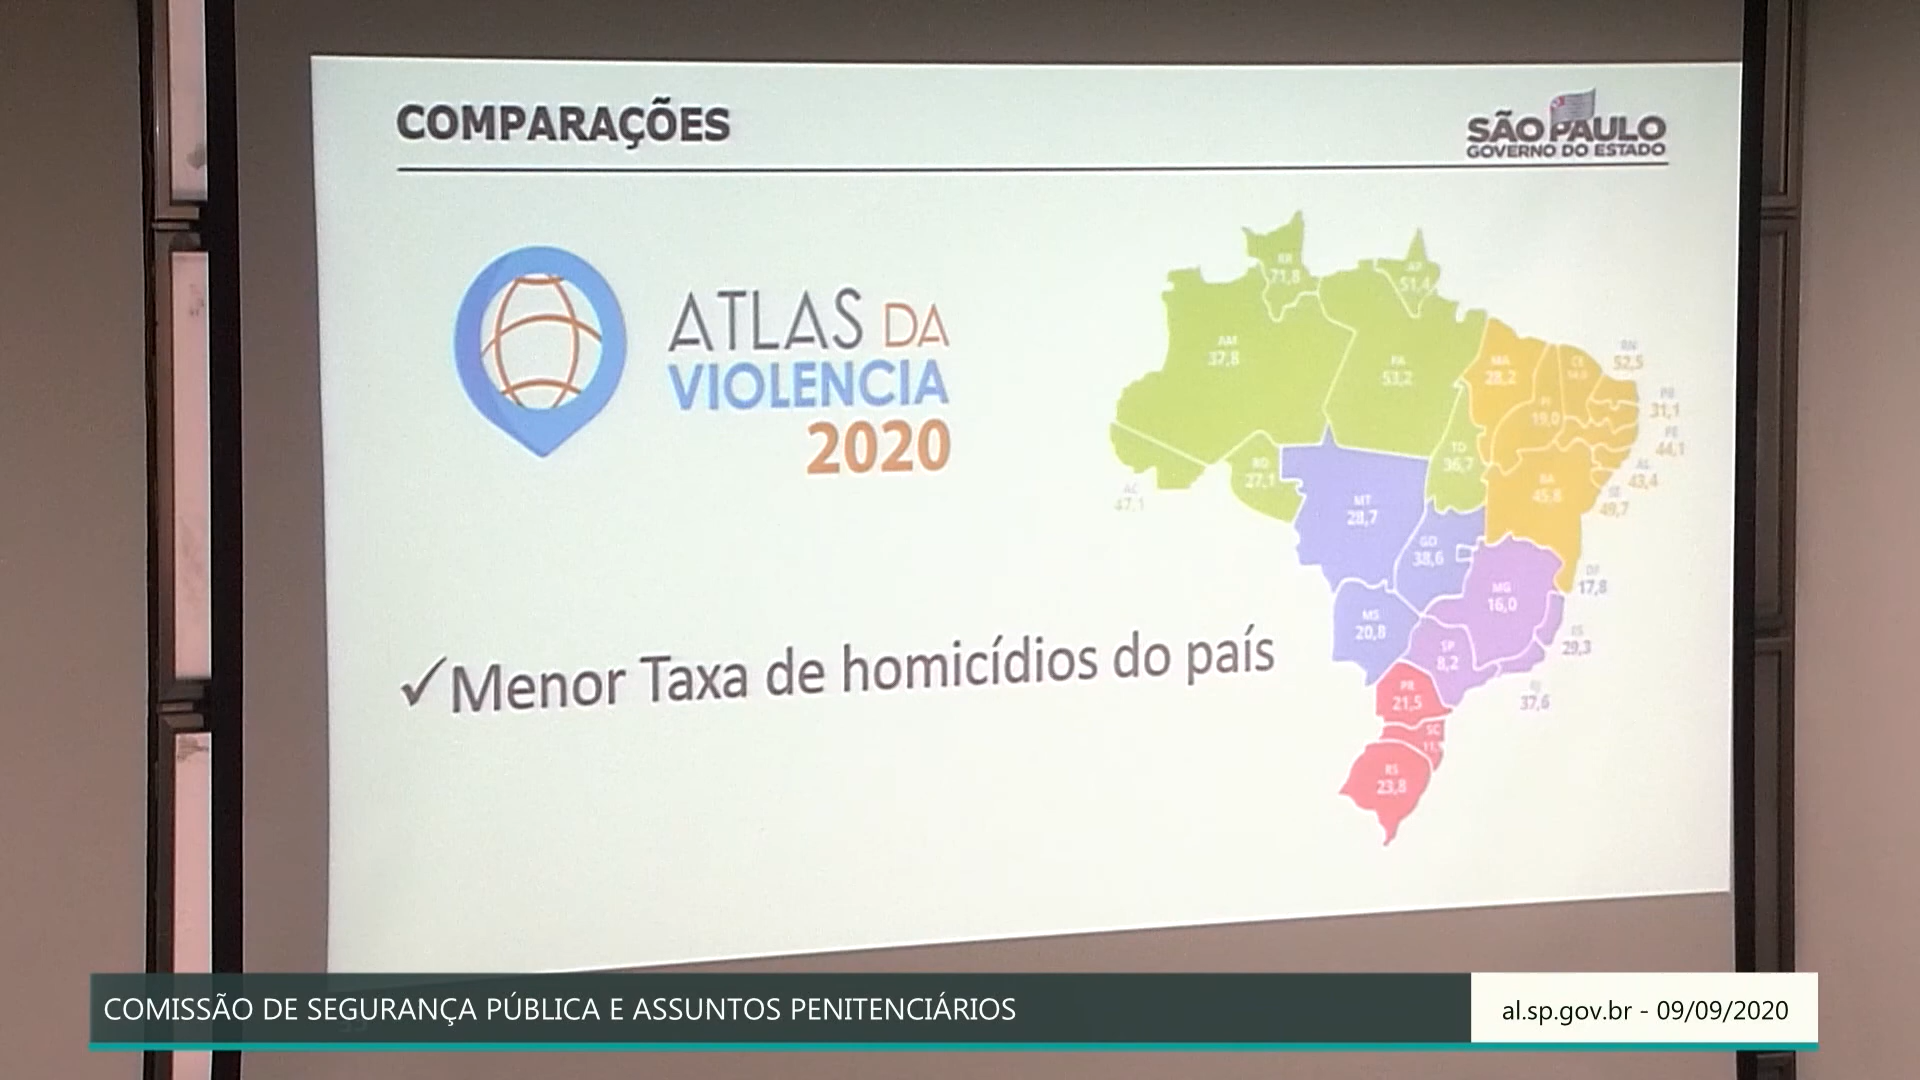 COMPARAÇÕES
SÃO PAULO
GOVERNO DO ESTADO
ATLAS DA
VIOLENCIA
2020
✓Menor Taxa de homicídios do país
RR
71,8
AP
51,4
AM
37,8
PA
53,2
MA
28,2
CE
RN
52,5
PI
19,0
PB
31,1
PE
44,1
AL
43,4
SE
49,7
TO
36,7
BA
45,8
AC
47,1
RO
27,1
MT
28,7
GO
38,6
DF
17,8
MG
16,0
ES
29,3
MS
20,8
SP
8,2
RJ
37,6
PR
21,5
SC
RS
23,8
COMISSÃO DE SEGURANÇA PÚBLICA E ASSUNTOS PENITENCIÁRIOS
al.sp.gov.br - 09/09/2020